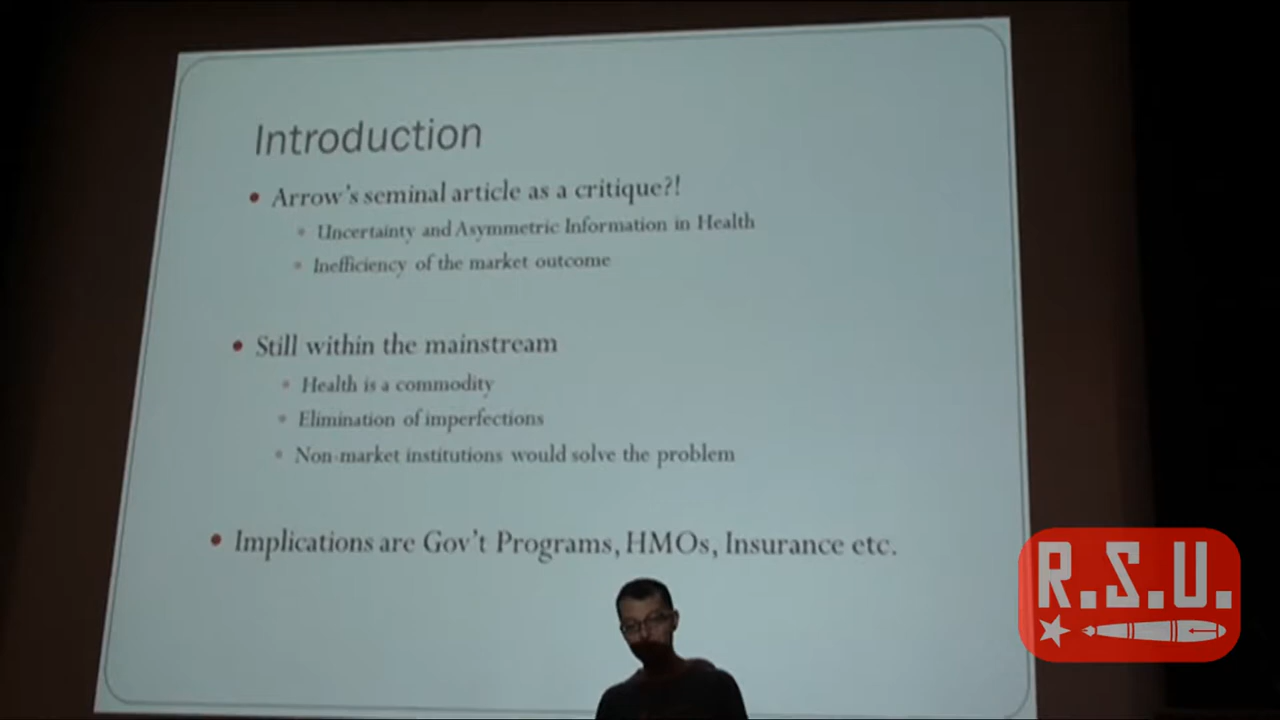 Introduction
Arrow's seminal article as a critique?!
Uncertainty and Asymmetric Information in Health
Inefficiency of the market outcome
Still within the mainstream
Health is a commodity
Elimination of imperfections
Non-market institutions would solve the problem
Implications are Gov't Programs, HMOs, Insurance etc.
R.S.U.